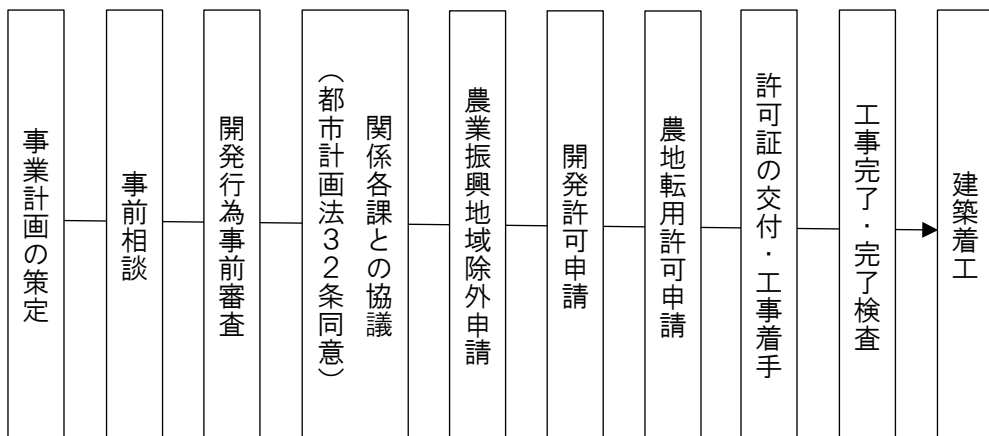 事業計画の策定
事前相談
開発行為事前審査
関係各課との協議
（都市計画法３２条同意）
農業振興地域除外申請
開発許可申請
農地転用許可申請
許可証の交付・工事着手
工事完了・完了検査
建築着工